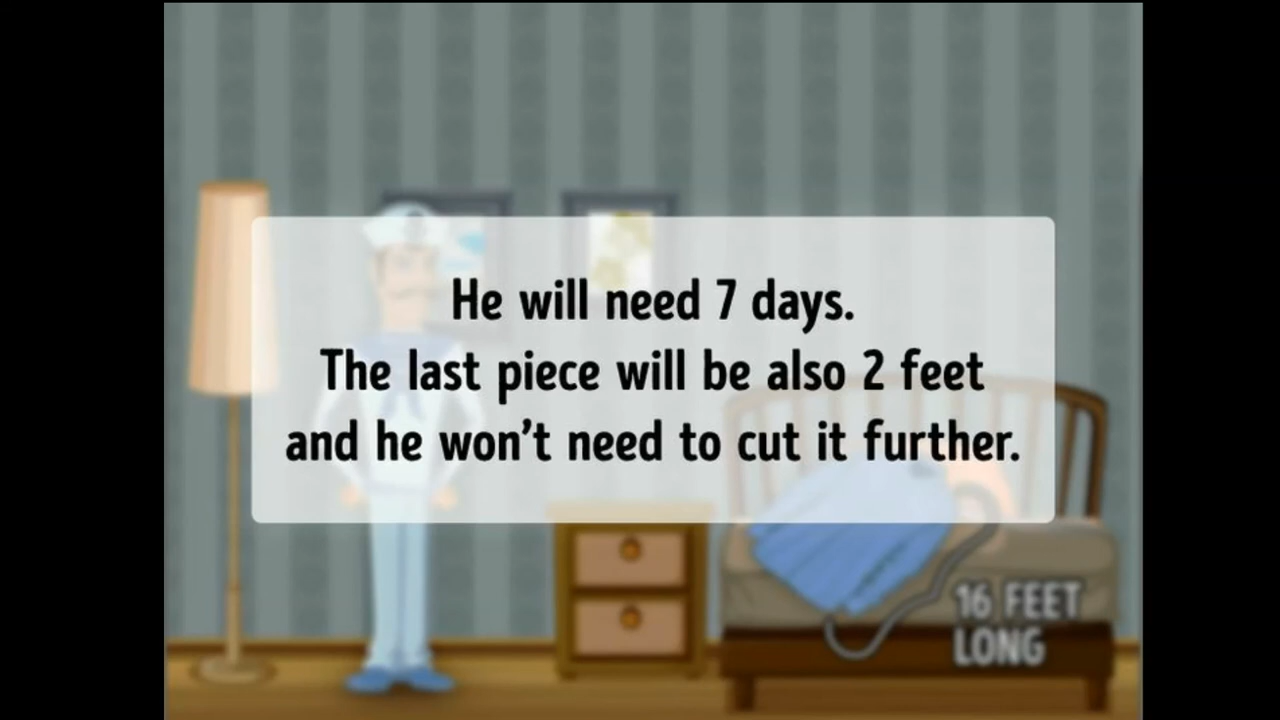 He will need 7 days.
The last piece will be also 2 feet
and he won’t need to cut it further.
16 FEET
LONG